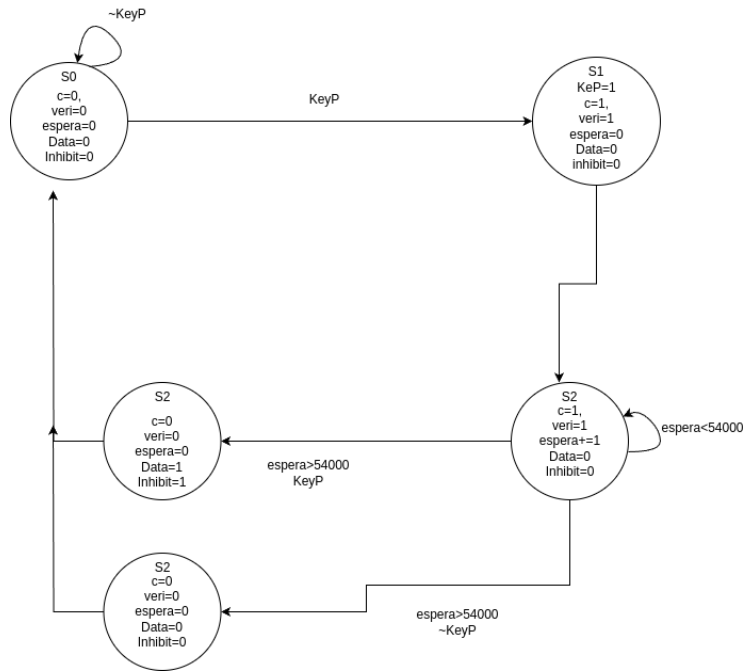 ~KeyP
S0
c=0,
veri=0
espera=0
Data=0
Inhibit=0
KeyP
S1
KeP=1
c=1,
veri=1
espera=0
Data=0
inhibit=0
S2
c=0
veri=0
espera=0
Data=1
Inhibit=1
espera>54000
KeyP
S2
c=1,
veri=1
espera+=1
Data=0
Inhibit=0
espera<54000
S2
c=0
veri=0
espera=0
Data=0
Inhibit=0
espera>54000
~KeyP